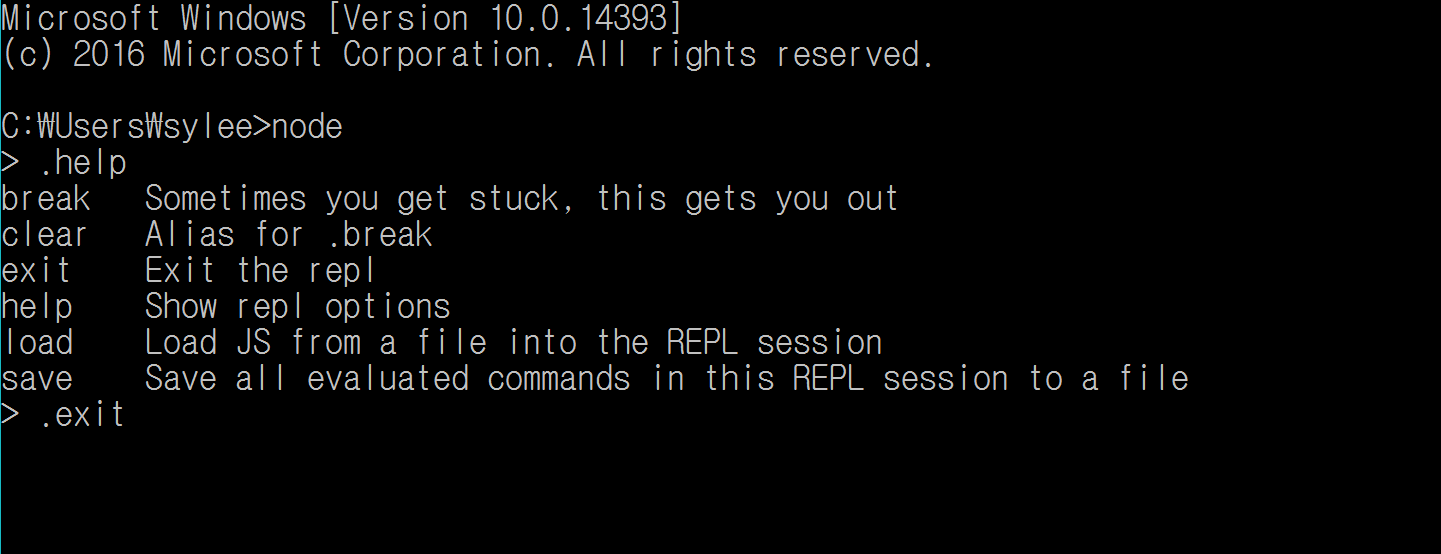 Microsoft Windows [Version 10.0.14393]
(c) 2016 Microsoft Corporation. All rights reserved.
C:₩Users₩sylee>node
> .help
break   Sometimes you get stuck, this gets you out
clear   Alias for .break
exit    Exit the repl
help    Show repl options
load    Load JS from a file into the REPL session
save    Save all evaluated commands in this REPL session to a file
> .exit